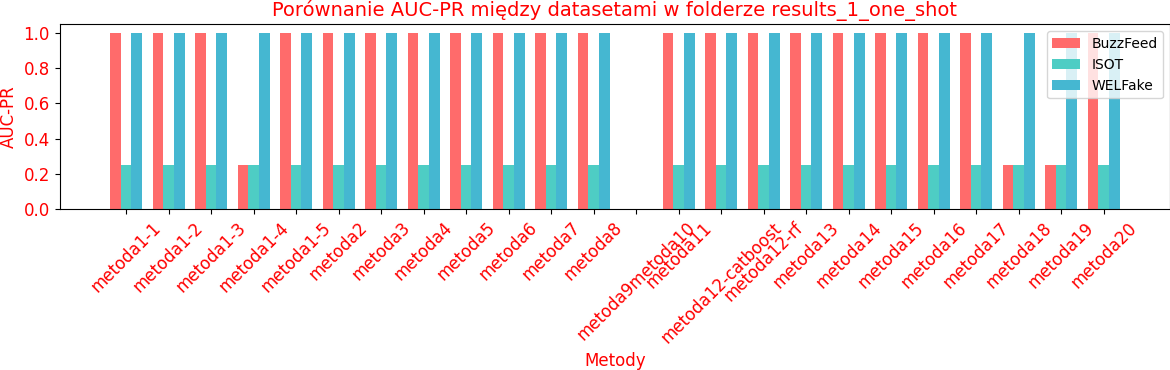 Porównanie AUC-PR między datasetami w folderze results_1_one_shot
AUC-PR
1.0
0.8
0.6
0.4
0.2
0.0
BuzzFeed
ISOT
WELFake
metoda1-1
metoda1-2
metoda1-3
metoda1-4
metoda1-5
metoda2
metoda3
metoda4
metoda5
metoda6
metoda7
metoda8
metoda9metoda10
metoda11
metoda12-catboost
metoda12-rf
metoda13
metoda14
metoda15
metoda16
metoda17
metoda18
metoda19
metoda20
Metody